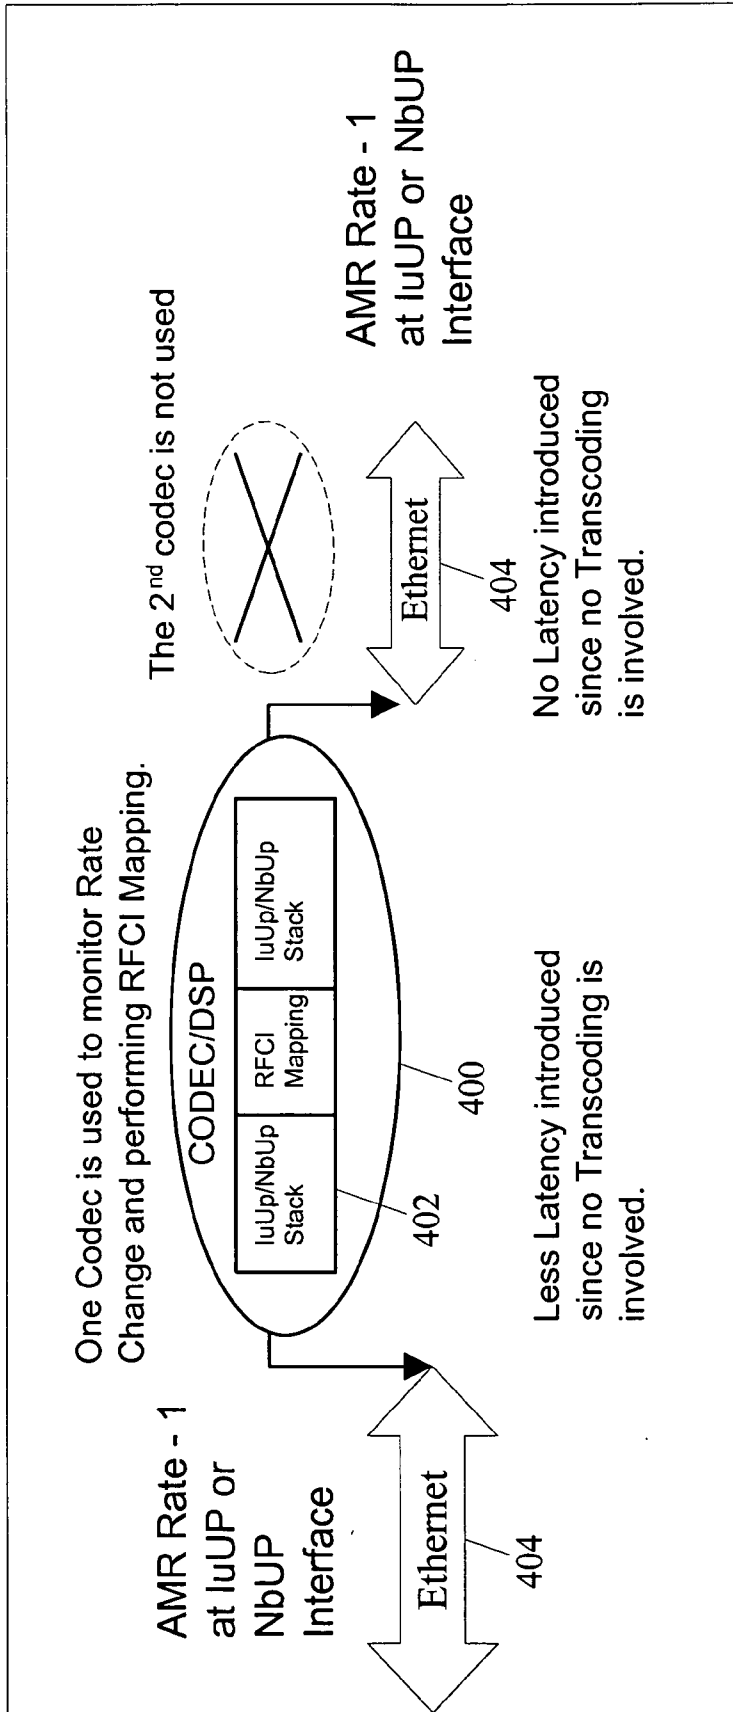 One Codec is used to monitor Rate
Change and performing RFCI Mapping.
The 2nd codec is not used
AMR Rate - 1
at IuUP or
NbUP
Interface
CODEC/DSP
IuUp/NbUp
Stack
RFCI
Mapping
IuUp/NbUp
Stack
402
400
AMR Rate - 1
at IuUP or NbUP
Interface
Ethernet
404
Ethernet
404
Less Latency introduced
since no Transcoding is
involved.
No Latency introduced
since no Transcoding
is involved.